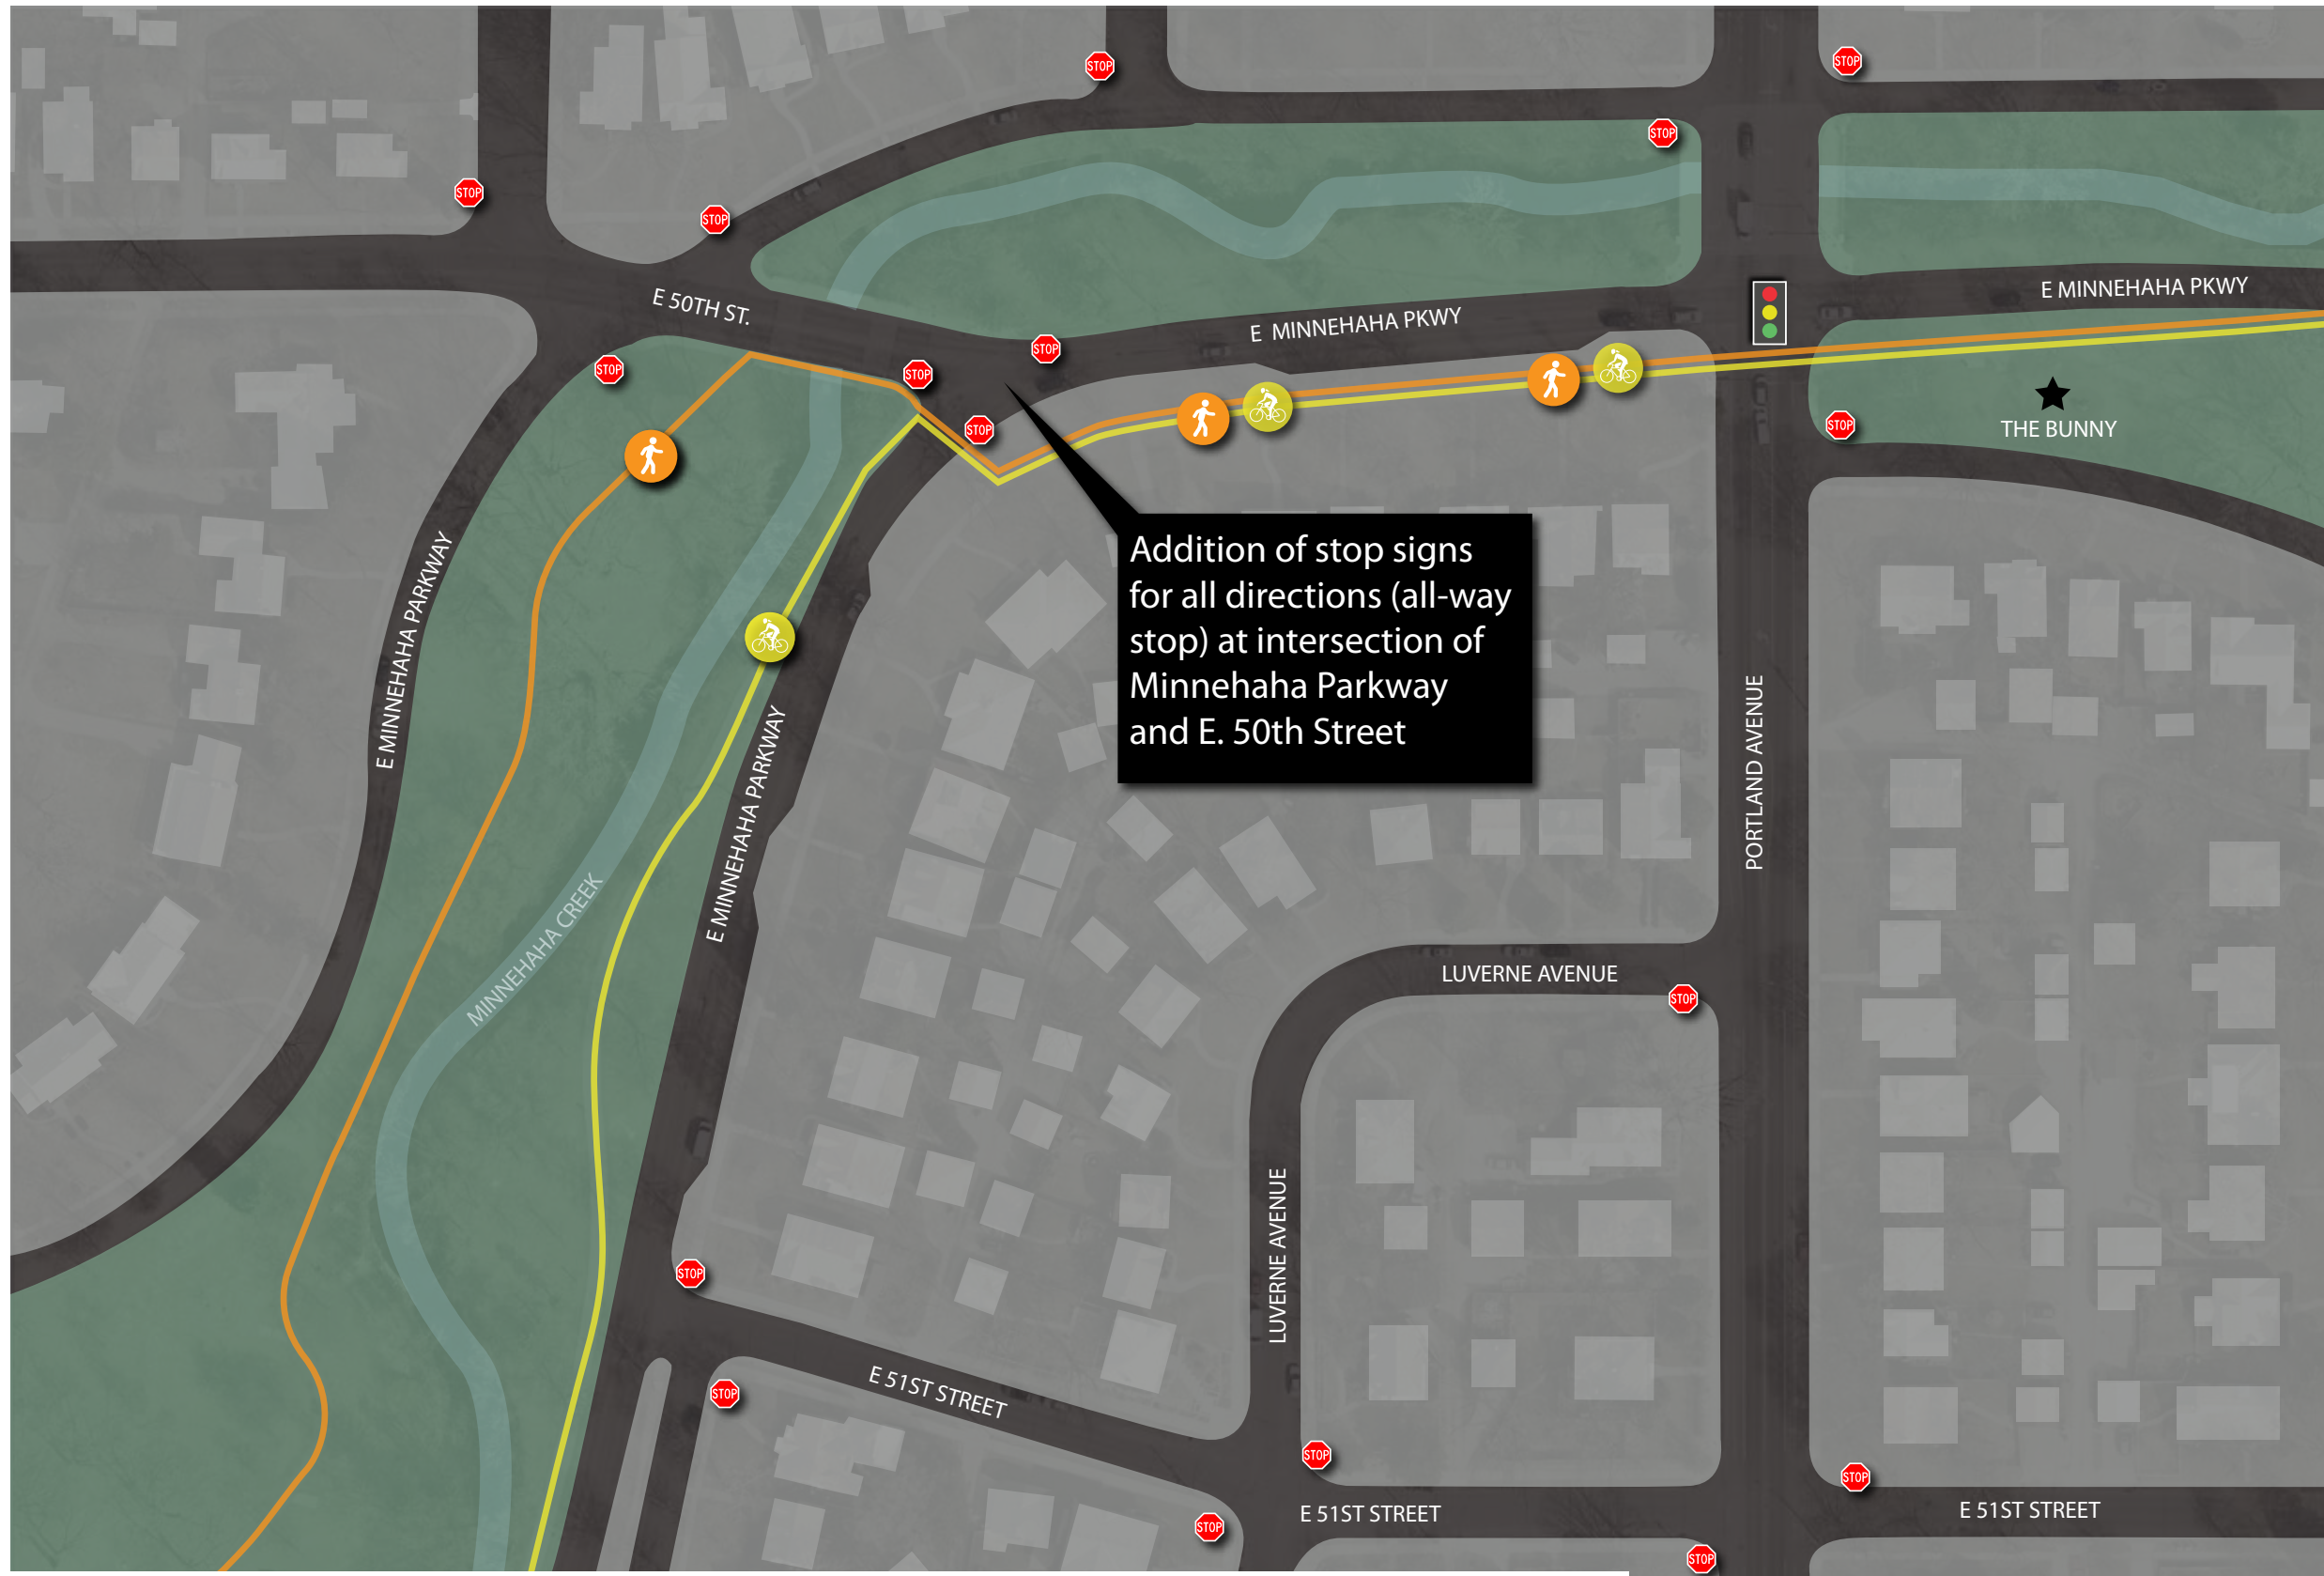 STOP
STOP
STOP
STOP
STOP
E 50TH ST.
E MINNEHAHA PKWY
E MINNEHAHA PKWY
STOP
STOP
STOP
STOP
STOP
THE BUNNY
E MINNEHAHA PARKWAY
Addition of stop signs
for all directions (all-way
stop) at intersection of
Minnehaha Parkway
and E. 50th Street
E MINNEHAHA PARKWAY
PORTLAND AVENUE
MINNEHAHA CREEK
LUVERNE AVENUE
STOP
LUVERNE AVENUE
STOP
STOP
E 51ST STREET
STOP
STOP
E 51ST STREET
E 51ST STREET
STOP
STOP